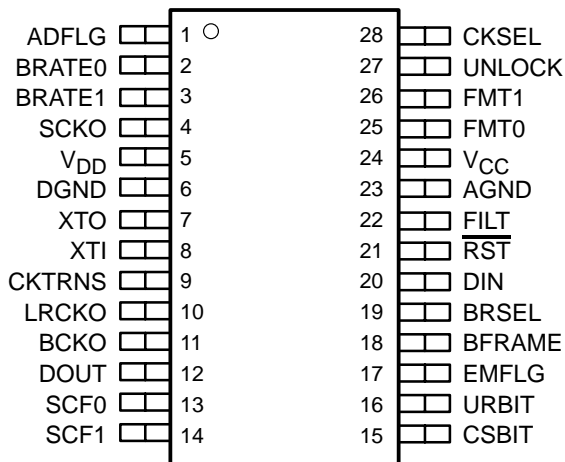 ADFLG 1 28 CKSEL
BRATE0 2 27 UNLOCK
BRATE1 3 26 FMT1
SCKO 4 25 FMT0
VDD 5 24 VCC
DGND 6 23 AGND
XTO 7 22 FILT
XTI 8 21 RST
CKTRNS 9 20 DIN
LRCKO 10 19 BRSEL
BCKO 11 18 BFRAME
DOUT 12 17 EMFLG
SCF0 13 16 URBIT
SCF1 14 15 CSBIT